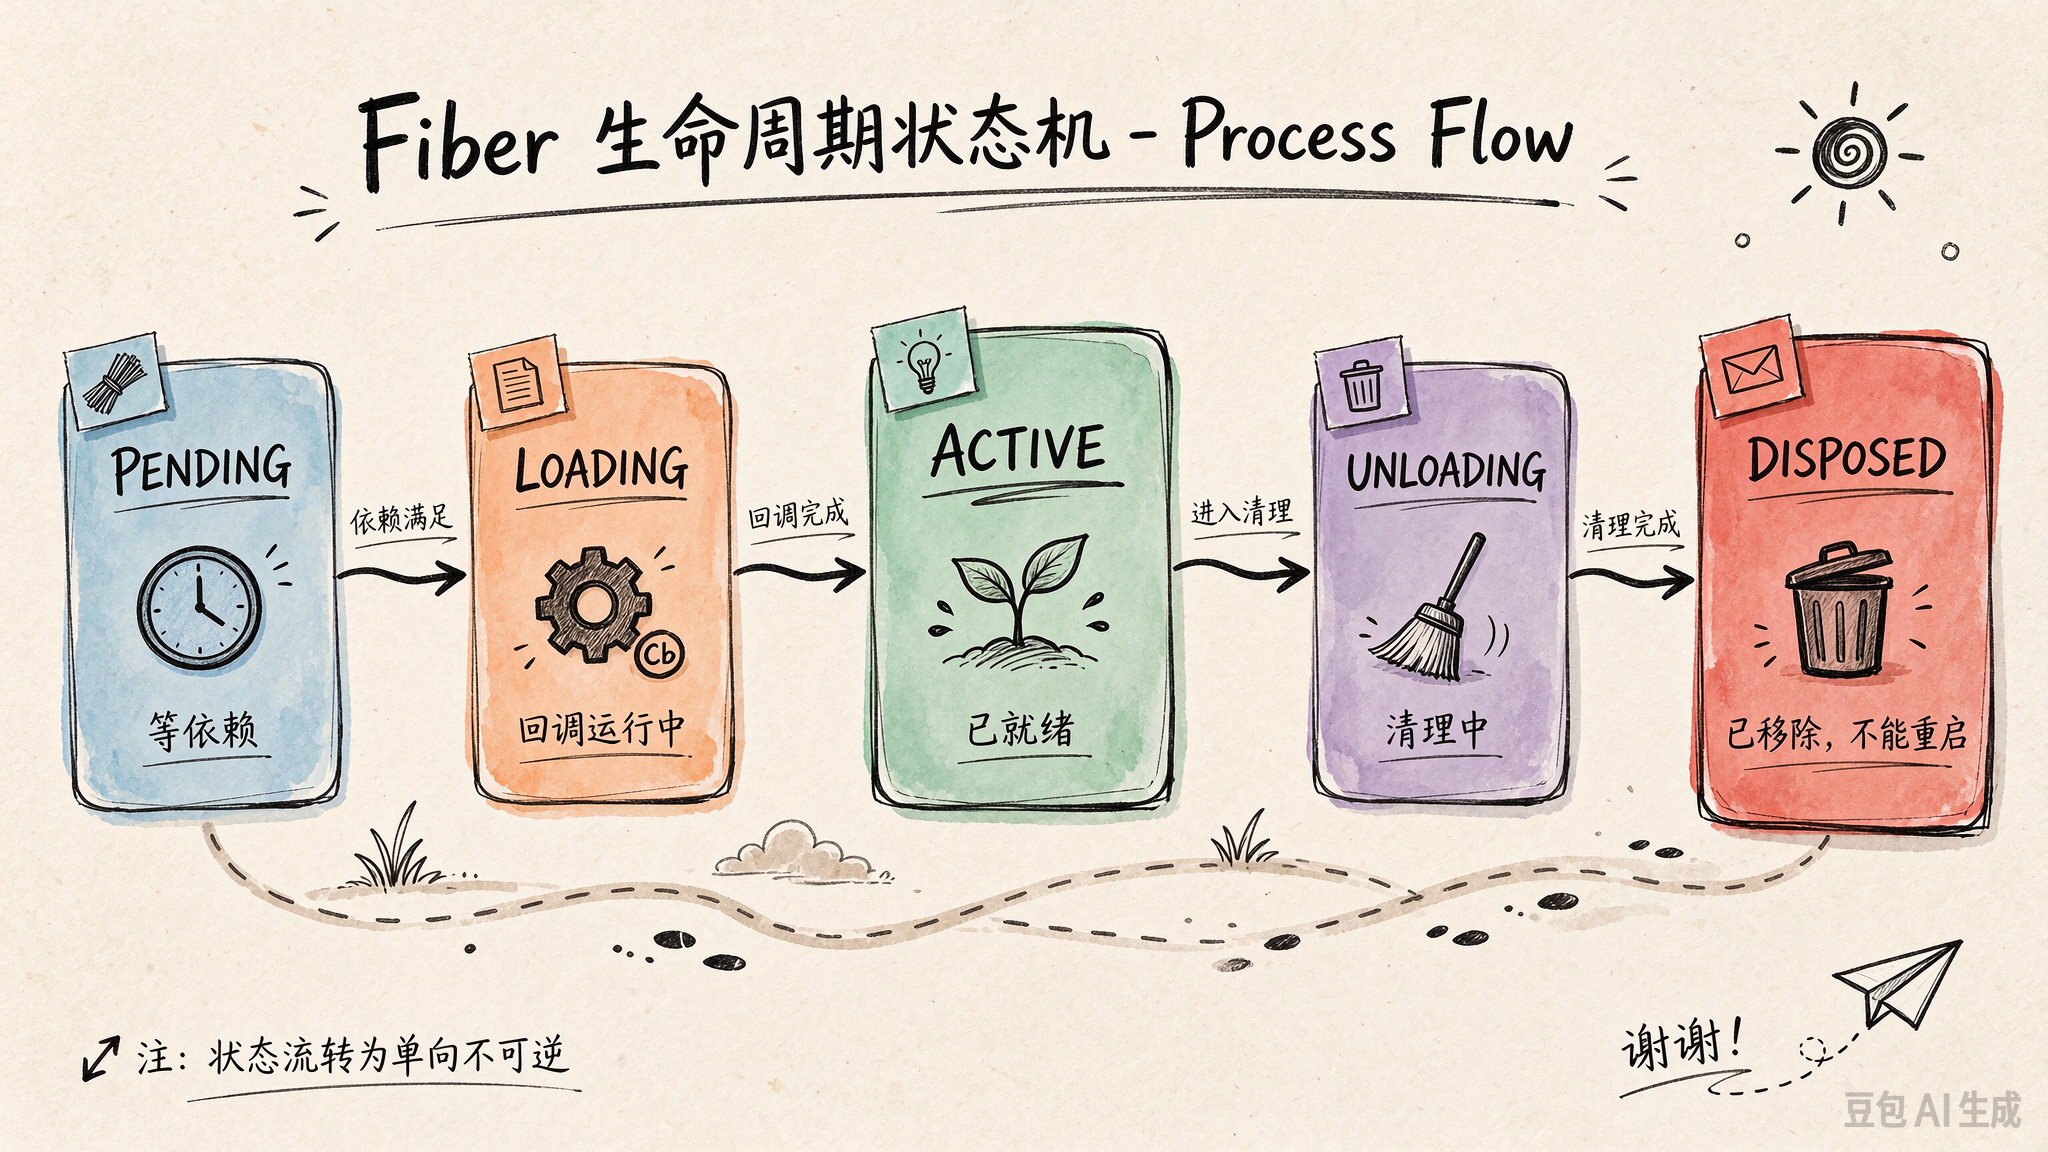 Fiber 生命周期状态机 - Process Flow
PENDING
等依赖
依赖满足
LOADING
Cb
回调运行中
回调完成
ACTIVE
已就绪
进入清理
UNLOADING
清理中
清理完成
DISPOSED
已移除，不能重启
注：状态流转为单向不可逆
谢谢！
豆包AI生成